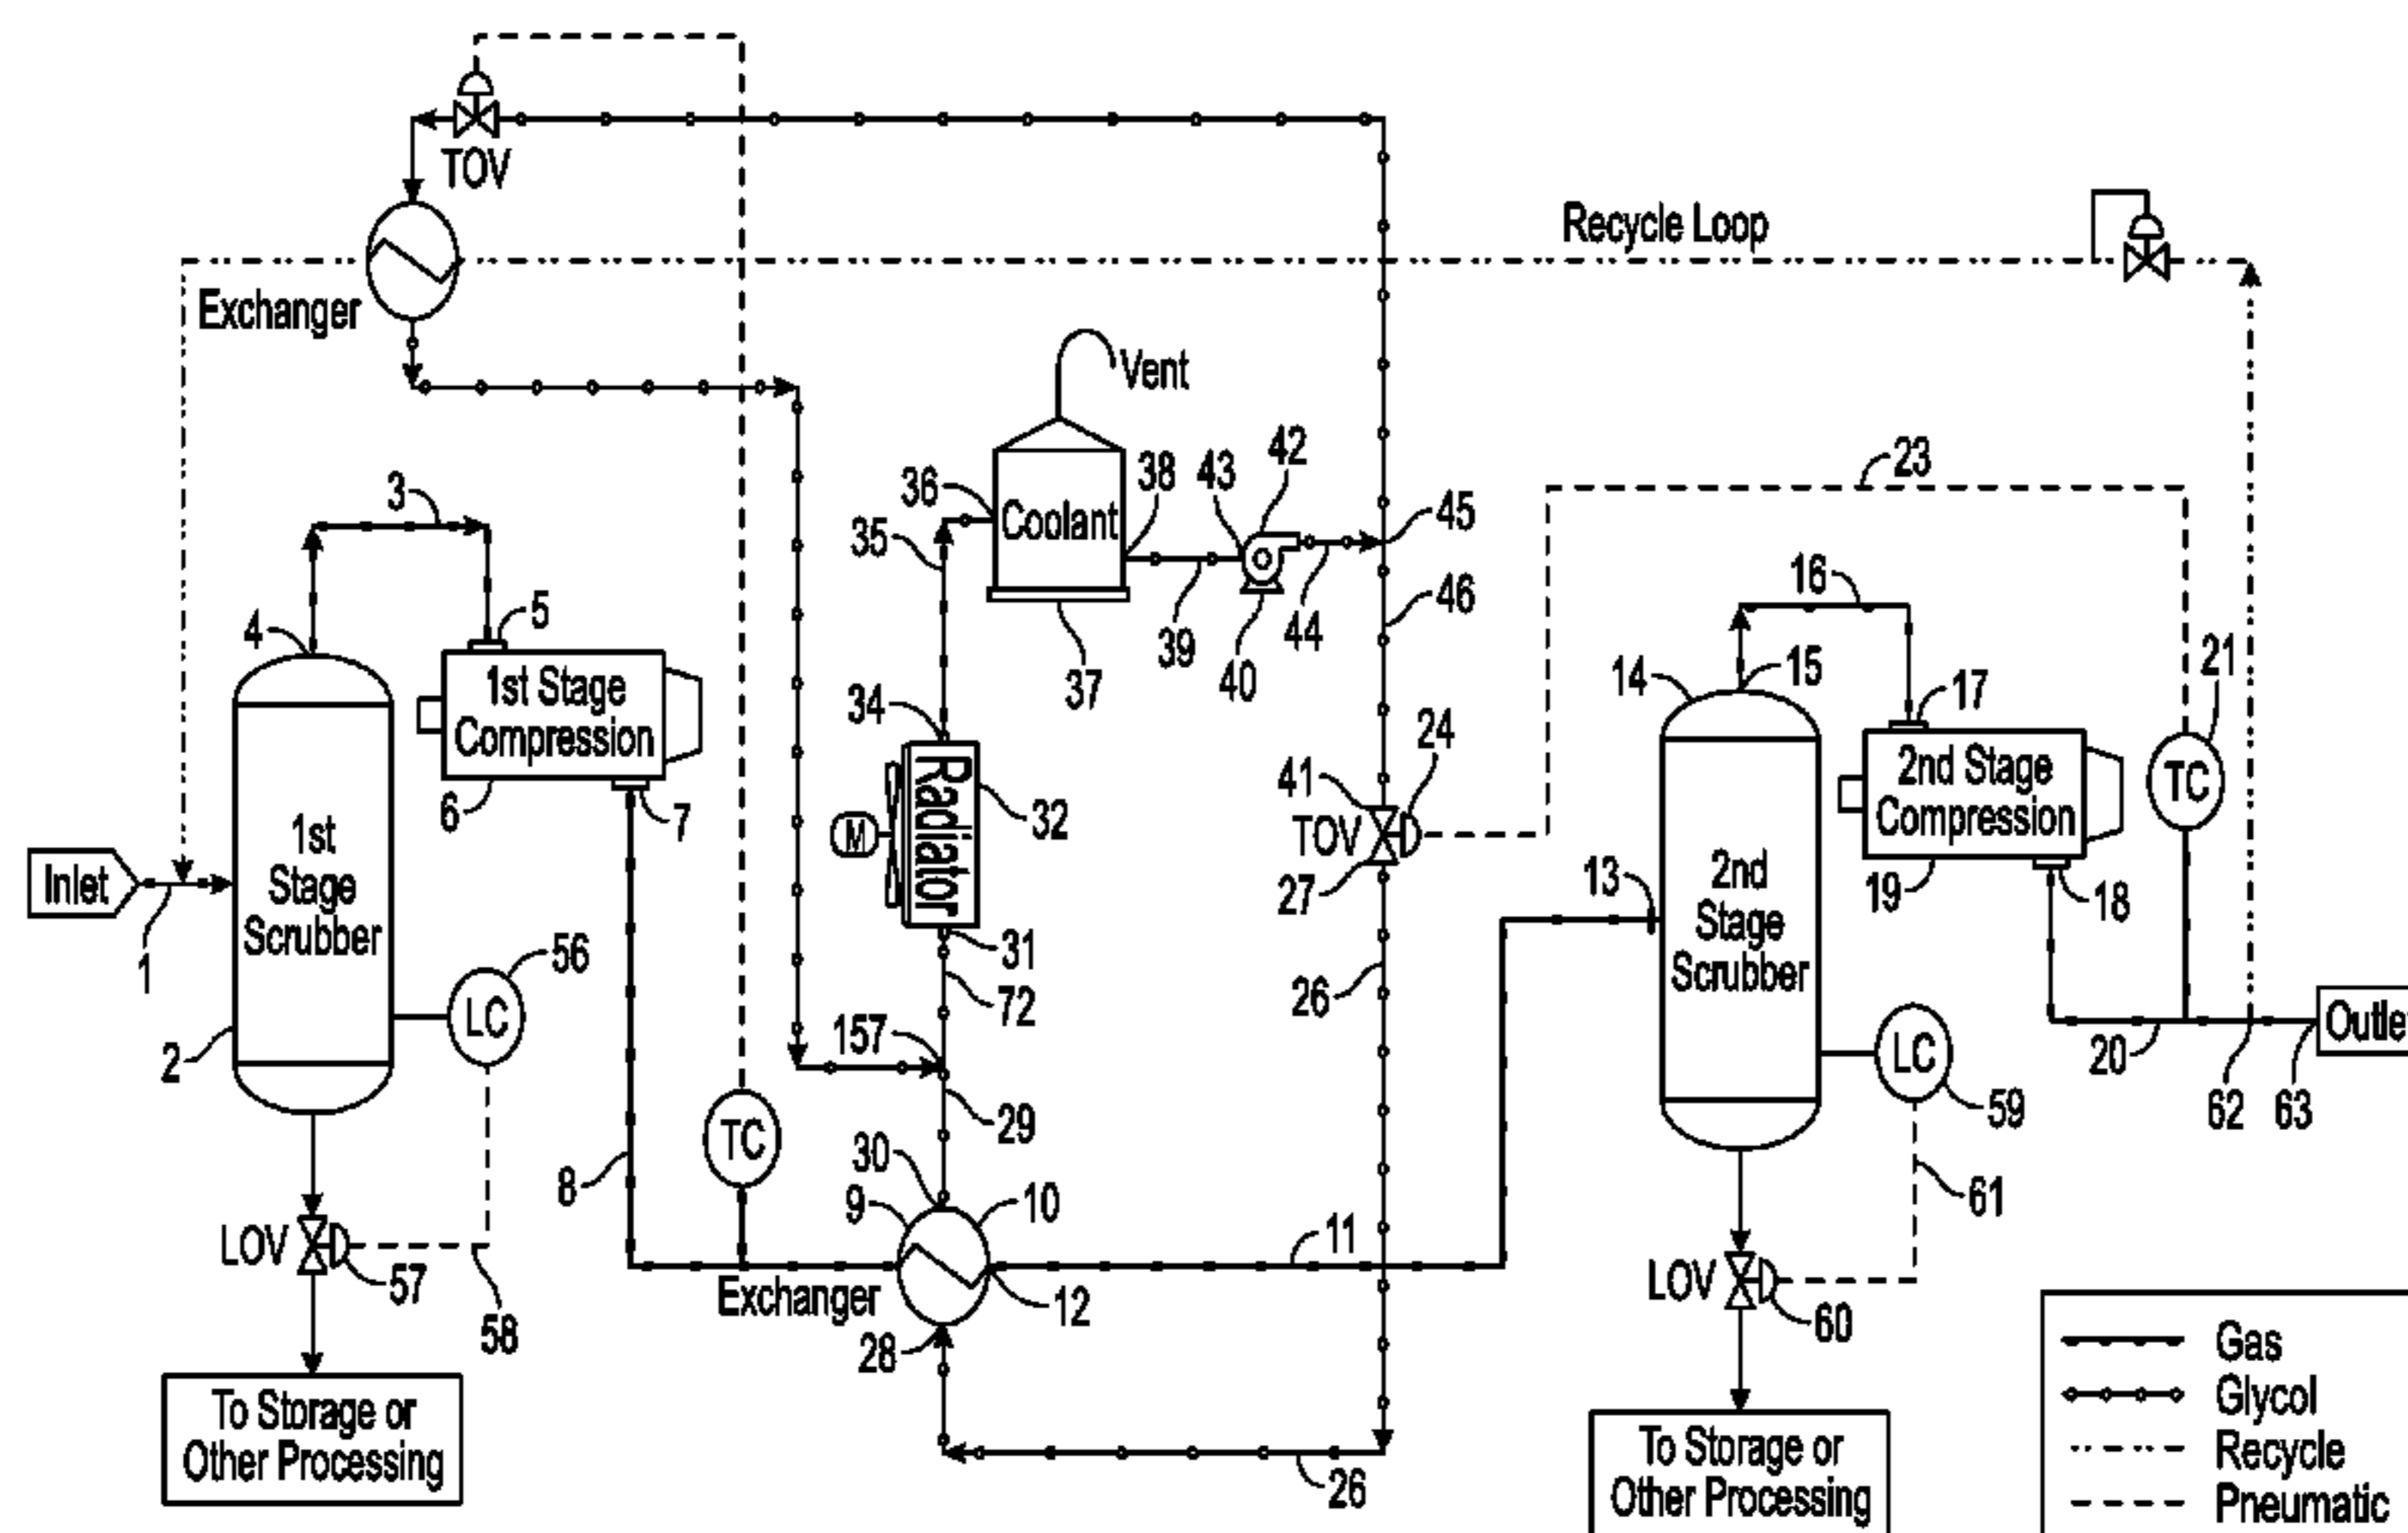 TOV
Recycle Loop
Exchanger
Vent
23
3
36
Coolant
38
43
42
45
35
16
5
46
4
39
44
21
1st Stage
Compression
40
37
14
15
17
34
24
41
TC
6
7
Radiator
32
M
TOV
2nd Stage
Compression
1st
Stage
Scrubber
Inlet
27
13
19
18
2nd
Stage
Scrubber
1
56
31
LC
72
26
Outlet
2
157
20
LC
29
59
62
63
TC
30
8
9
10
61
11
LOV
57
Exchanger
12
LOV
60
58
28
Gas
To Storage or
Other Processing
Glycol
To Storage or
Other Processing
Recycle
26
Pneumatic